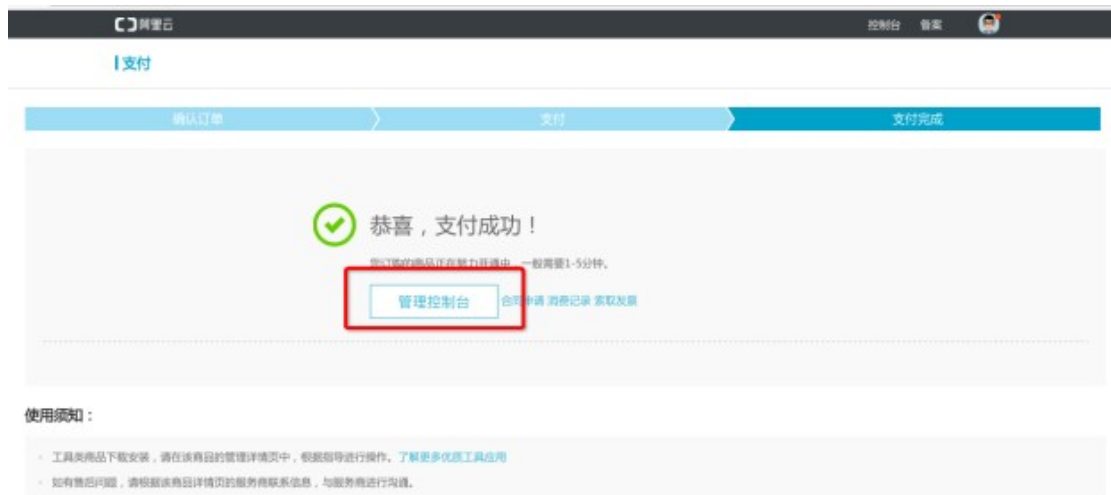 阿里云
控制台 备案
支付
确认订单 支付 支付完成
恭喜，支付成功！
您订购的商品正在努力开通中，一般需要1-5分钟。
管理控制台 合同申请 消费记录 索取发票
使用须知：
工具类商品下载安装，请在该商品的管理详情页中，根据指导进行操作。了解更多优质工具应用
如有售后问题，请根据该商品详情页的服务商联系信息，与服务商进行沟通。